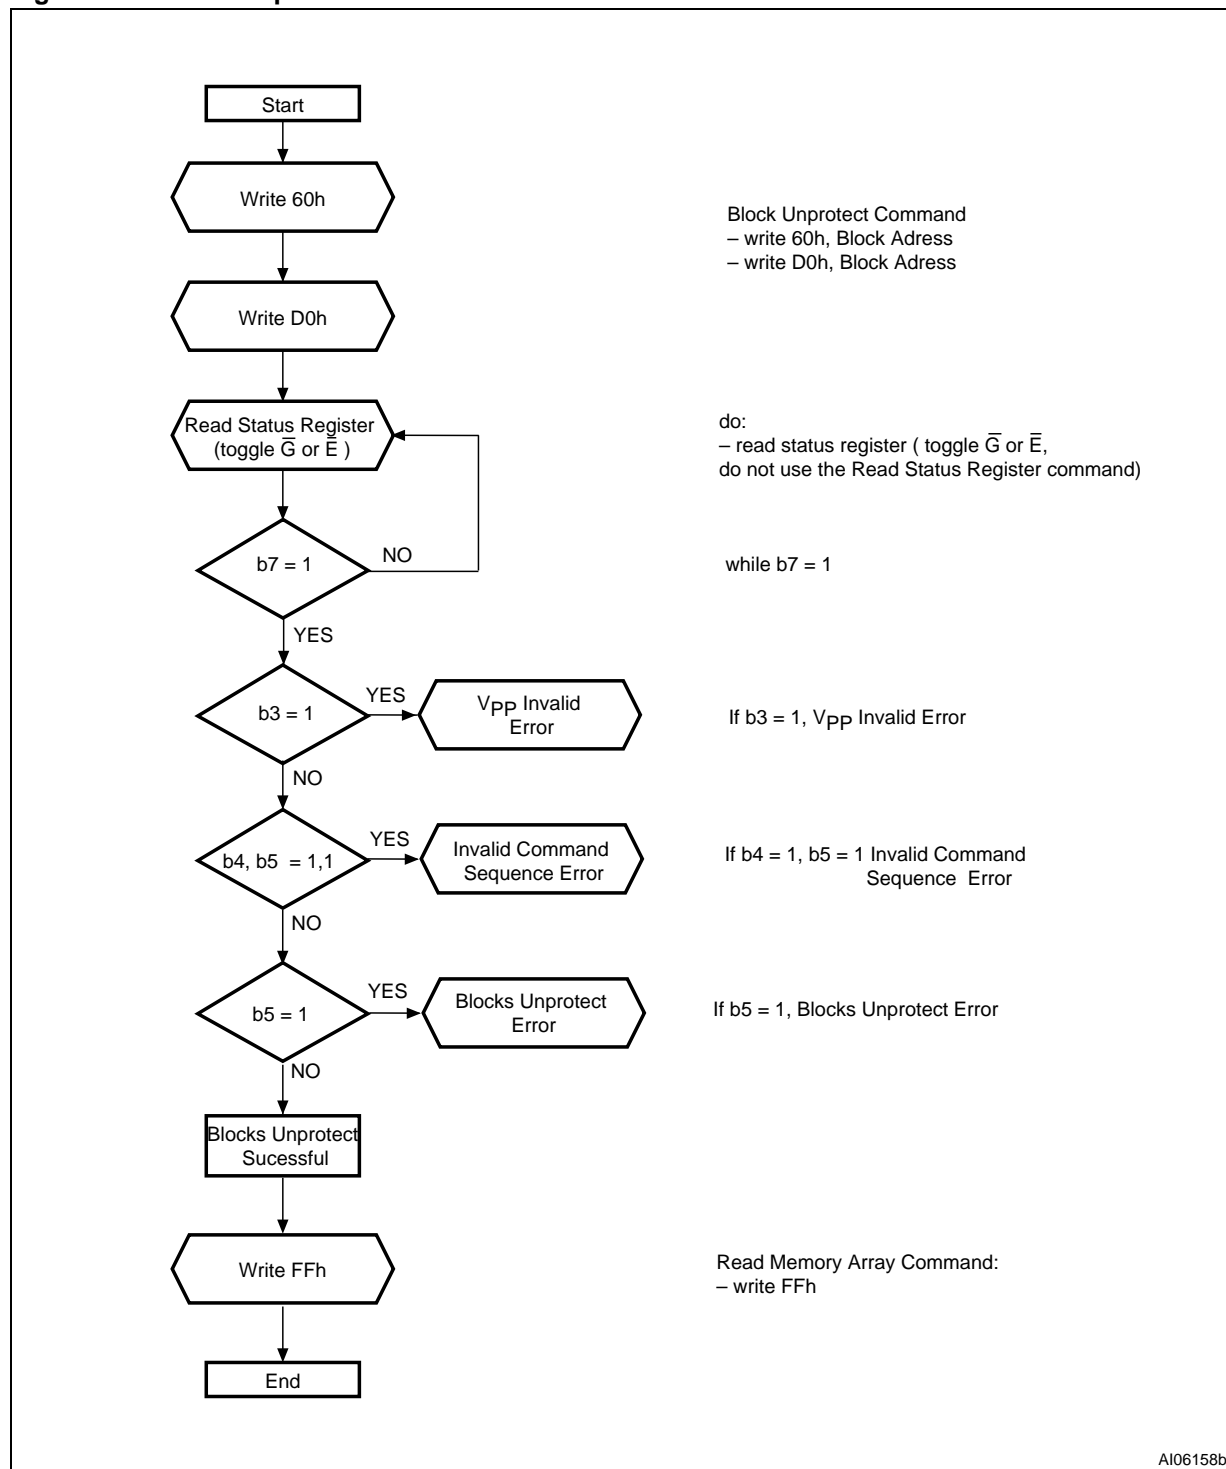 Start
Write 60h
Block Unprotect Command
– write 60h, Block Adress
– write D0h, Block Adress
Write D0h
Read Status Register
(toggle G̅ or E̅ )
do:
– read status register ( toggle G̅ or E̅,
do not use the Read Status Register command)
b7 = 1
NO
while b7 = 1
YES
b3 = 1
YES
VPP Invalid
Error
If b3 = 1, VPP Invalid Error
NO
b4, b5 = 1,1
YES
Invalid Command
Sequence Error
If b4 = 1, b5 = 1 Invalid Command
Sequence Error
NO
b5 = 1
YES
Blocks Unprotect
Error
If b5 = 1, Blocks Unprotect Error
NO
Blocks Unprotect
Sucessful
Write FFh
Read Memory Array Command:
– write FFh
End
AI06158b